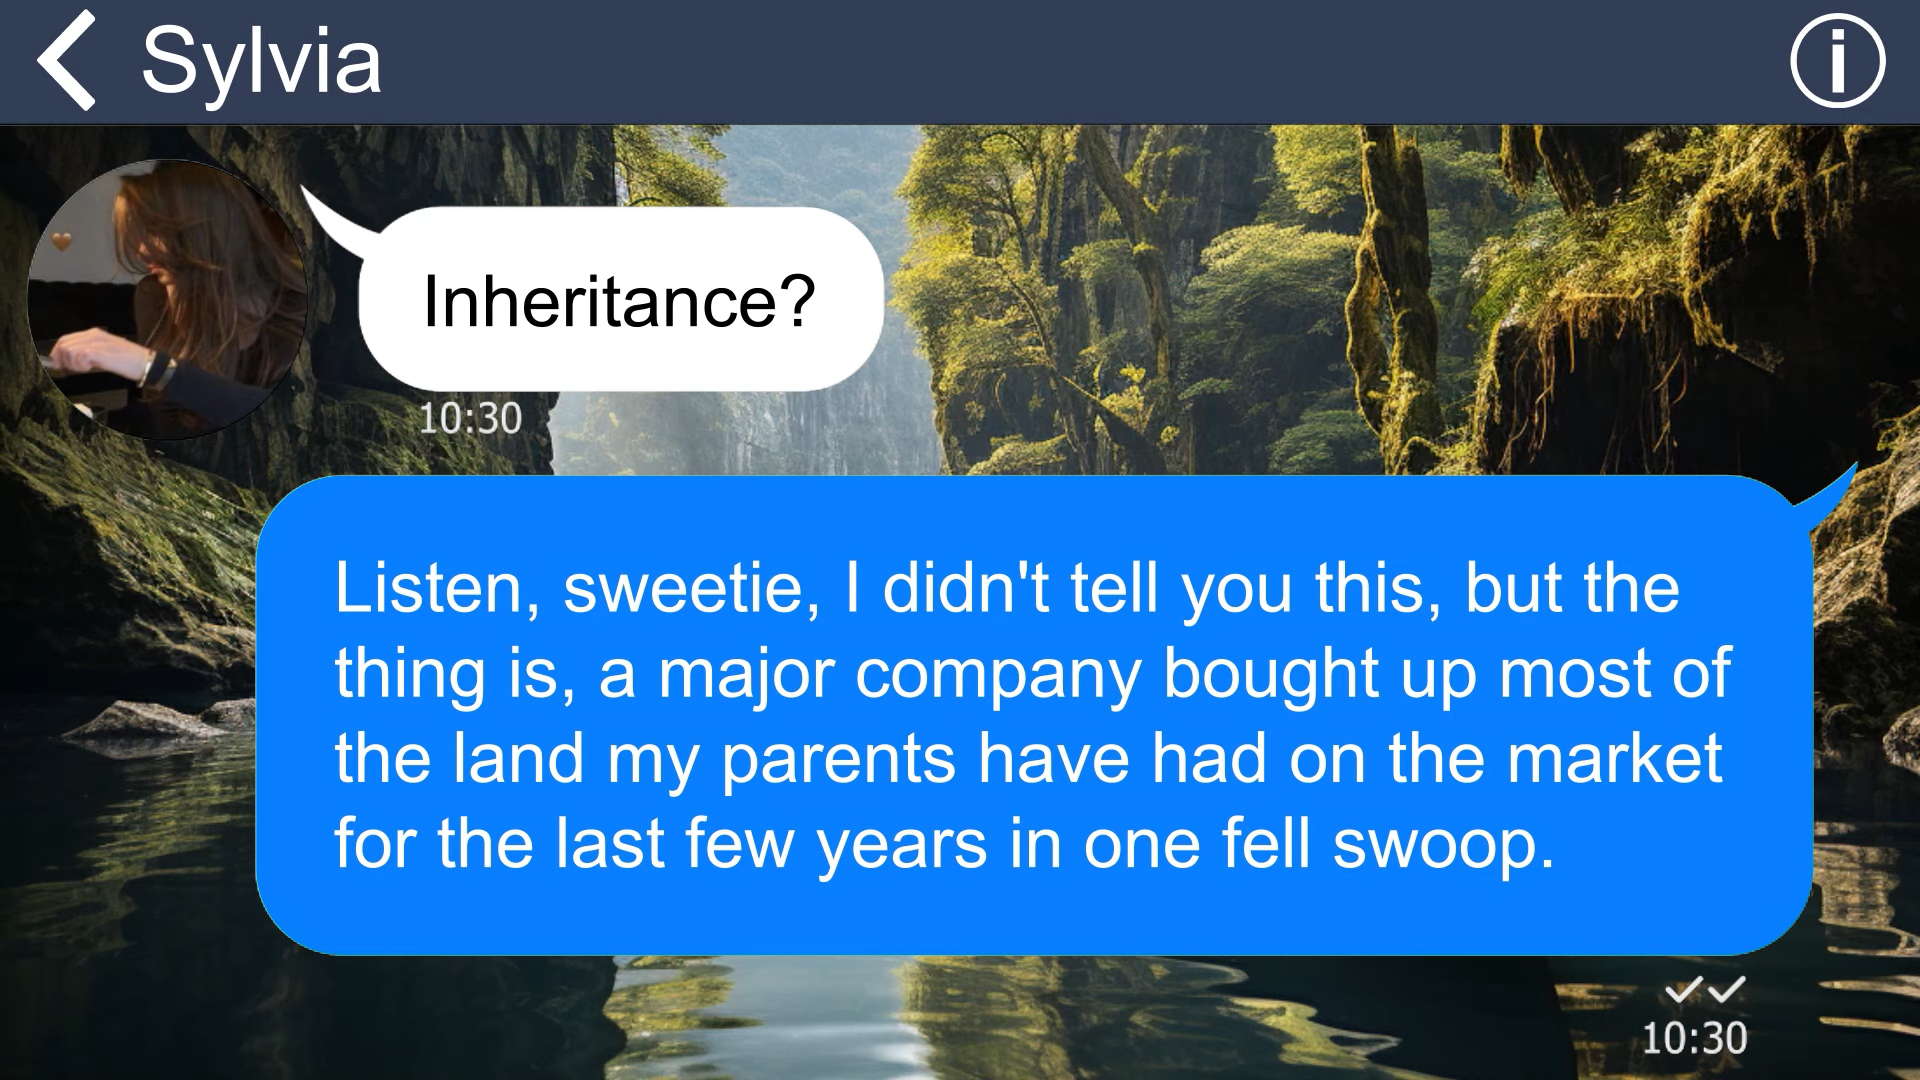 Sylvia
Inheritance?
10:30
Listen, sweetie, I didn't tell you this, but the
thing is, a major company bought up most of
the land my parents have had on the market
for the last few years in one fell swoop.
10:30